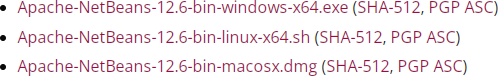 Apache-NetBeans-12.6-bin-windows-x64.exe (SHA-512, PGP ASC)
Apache-NetBeans-12.6-bin-linux-x64.sh (SHA-512, PGP ASC)
Apache-NetBeans-12.6-bin-macosx.dmg (SHA-512, PGP ASC)